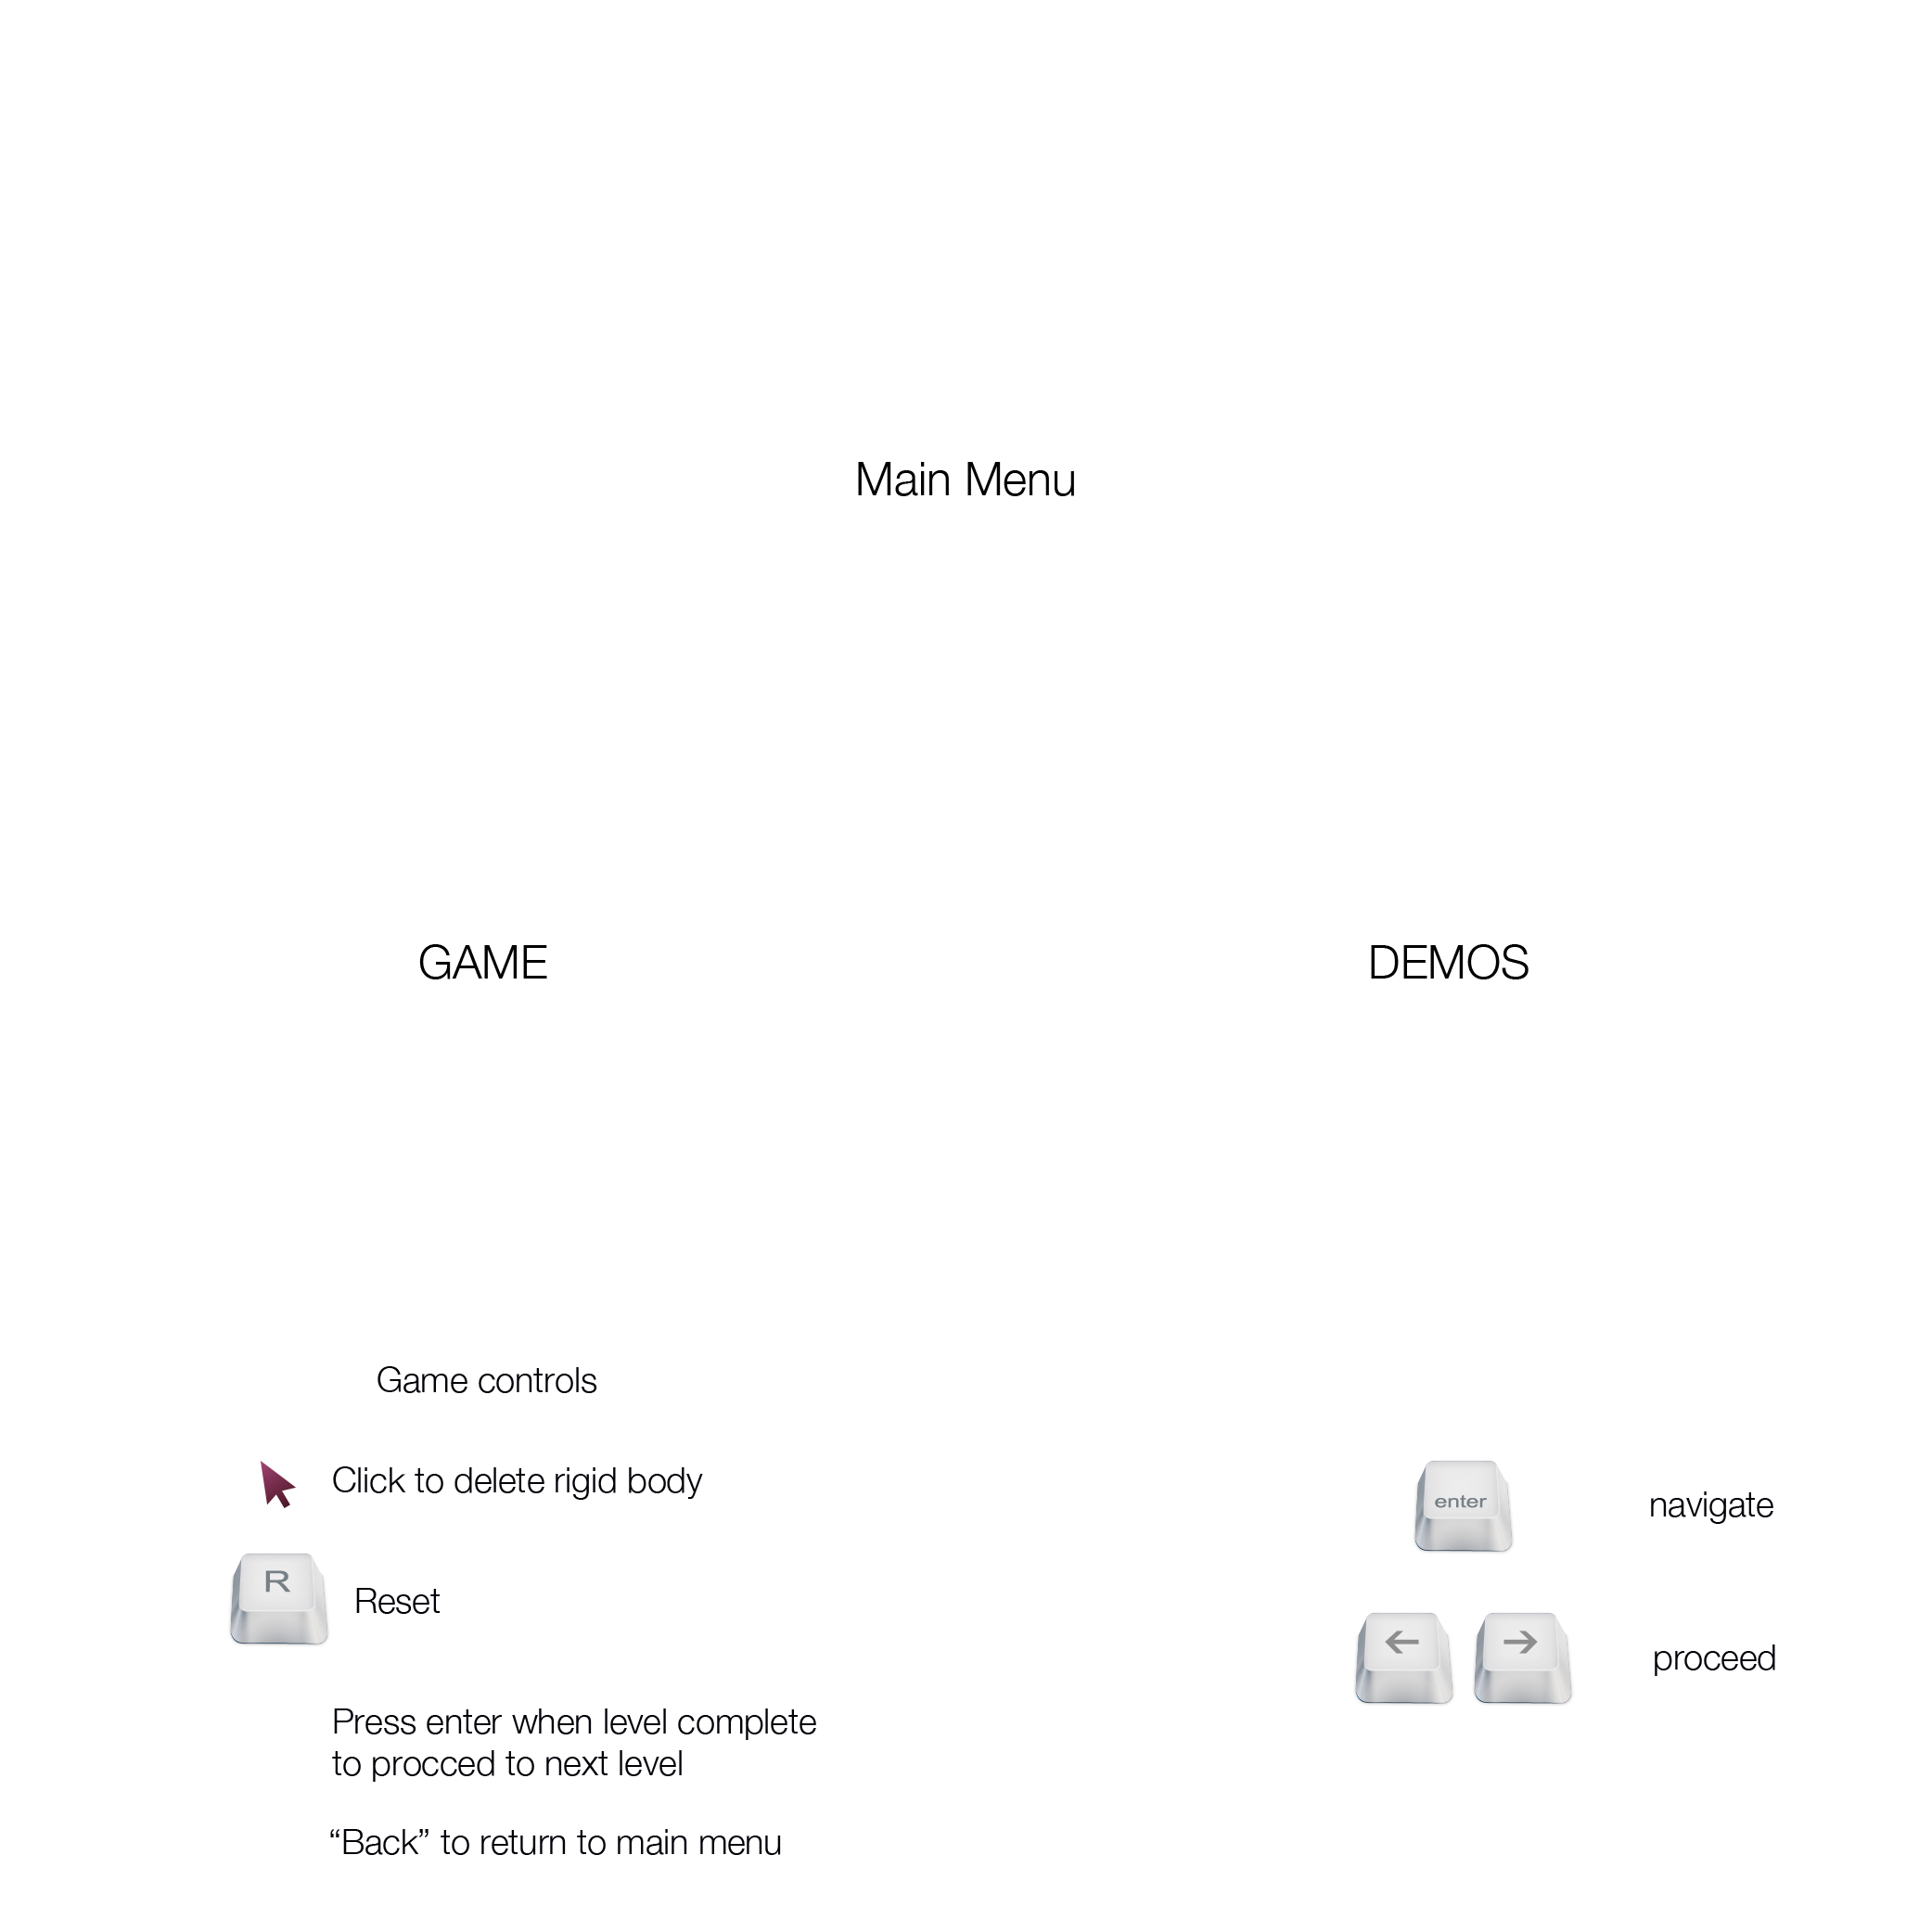 Main Menu
GAME
DEMOS
Game controls
Click to delete rigid body
R
Reset
Press enter when level complete
to procced to next level
“Back” to return to main menu
enter
navigate
← →
proceed